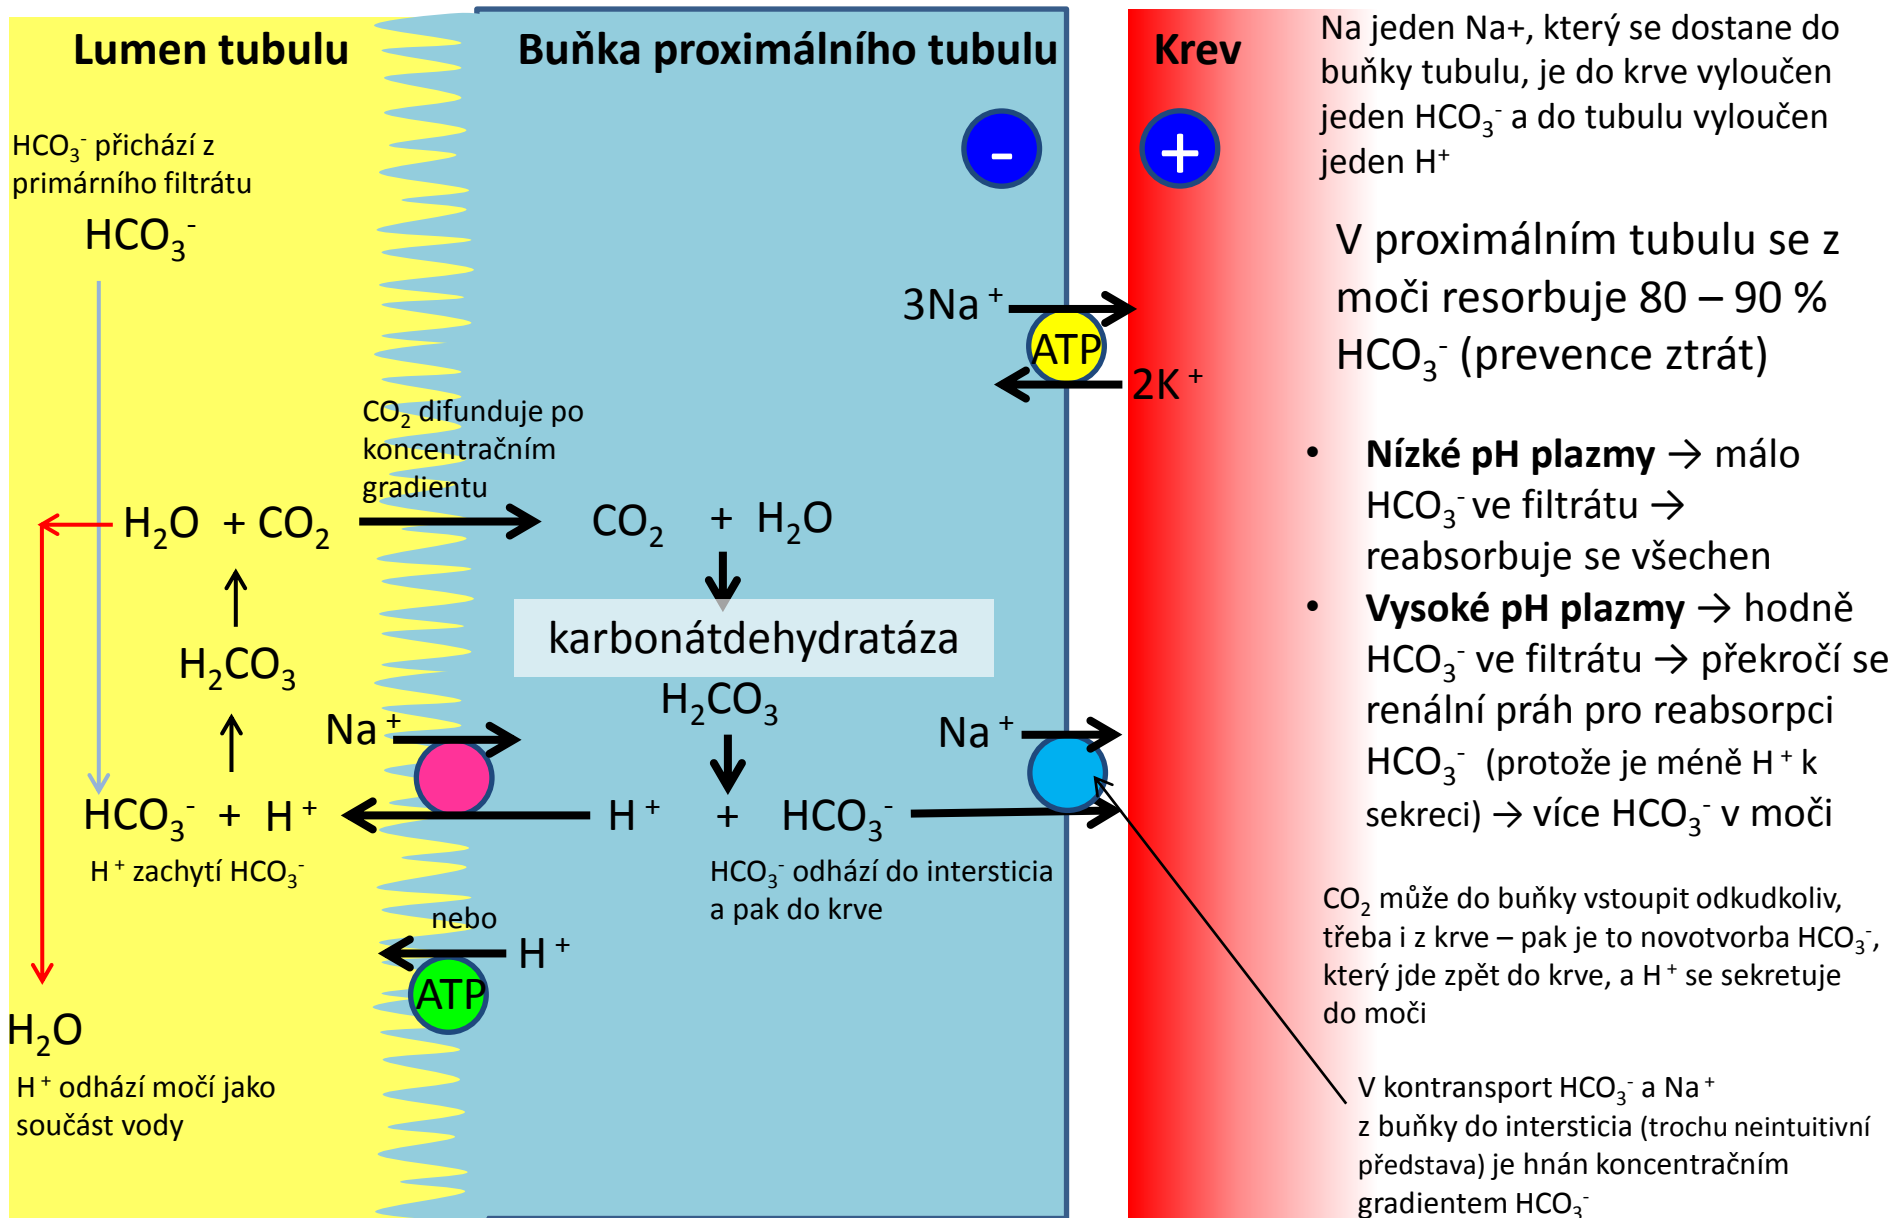 Lumen tubulu
Buňka proximálního tubulu
Krev
HCO₃⁻ přichází z
primárního filtrátu
HCO₃⁻
-
+
3Na⁺
ATP
2K⁺
CO₂ difunduje po
koncentračním
gradientu
H₂O + CO₂
CO₂ + H₂O
karbonátdehydratáza
H₂CO₃
H₂CO₃
Na⁺
Na⁺
HCO₃⁻ + H⁺
H⁺ + HCO₃⁻
H⁺ zachytí HCO₃⁻
HCO₃⁻ odhází do intersticia
a pak do krve
nebo
H⁺
ATP
H₂O
H⁺ odhází močí jako
součást vody
Na jeden Na+, který se dostane do
buňky tubulu, je do krve vyloučen
jeden HCO₃⁻ a do tubulu vyloučen
jeden H⁺
V proximálním tubulu se z
moči resorbuje 80 – 90 %
HCO₃⁻ (prevence ztrát)
• Nízké pH plazmy → málo
HCO₃⁻ ve filtrátu →
reabsorbuje se všechen
• Vysoké pH plazmy → hodně
HCO₃⁻ ve filtrátu → překročí se
renální práh pro reabsorpci
HCO₃⁻ (protože je méně H⁺ k
sekreci) → více HCO₃⁻ v moči
CO₂ může do buňky vstoupit odkudkoliv,
třeba i z krve – pak je to novotvorba HCO₃⁻,
který jde zpět do krve, a H⁺ se sekretuje
do moči
V kontransport HCO₃⁻ a Na⁺
z buňky do intersticia (trochu neintuitivní
představa) je hnán koncentračním
gradientem HCO₃⁻